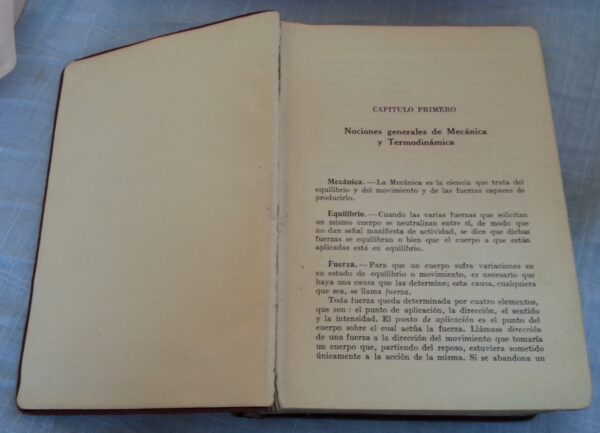 CAPITULO PRIMERO
Nociones generales de Mecánica
y Termodinámica
Mecánica.—La Mecánica es la ciencia que trata del
equilibrio y del movimiento y de las fuerzas capaces de
producirlo.
Equilibrio.—Cuando las varias fuerzas que solicitan
un mismo cuerpo se neutralizan entre sí, de modo que
no dan señal manifiesta de actividad, se dice que dichas
fuerzas se equilibran o bien que el cuerpo a que están
aplicadas está en equilibrio.
Fuerza.—Para que un cuerpo sufra variaciones en
su estado de equilibrio o movimiento, es necesario que
haya una causa que las determine; esta causa, cualquiera
que sea, se llama fuerza.
Toda fuerza queda determinada por cuatro elementos,
que son: el punto de aplicación, la dirección, el sentido
y la intensidad. El punto de aplicación es el punto del
cuerpo sobre el cual actúa la fuerza. Llámase dirección
de una fuerza a la dirección del movimiento que tomaría
un cuerpo que, partiendo del reposo, estuviera sometido
únicamente a la acción de la misma. Si se abandona un